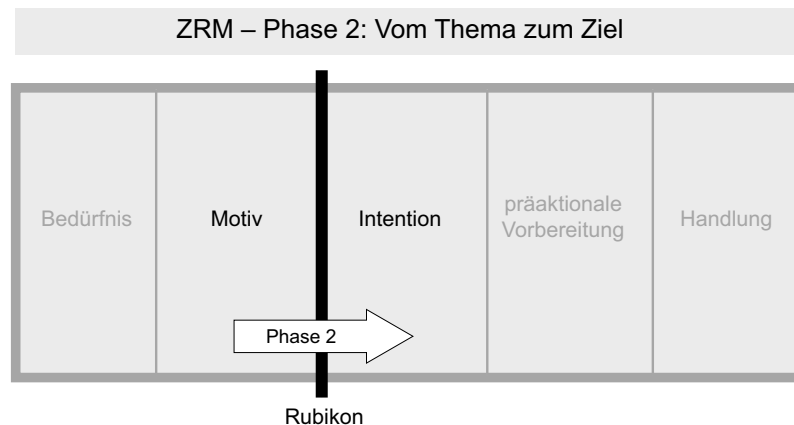 ZRM – Phase 2: Vom Thema zum Ziel
Bedürfnis
Motiv
Intention
präaktionale
Vorbereitung
Handlung
Phase 2
Rubikon